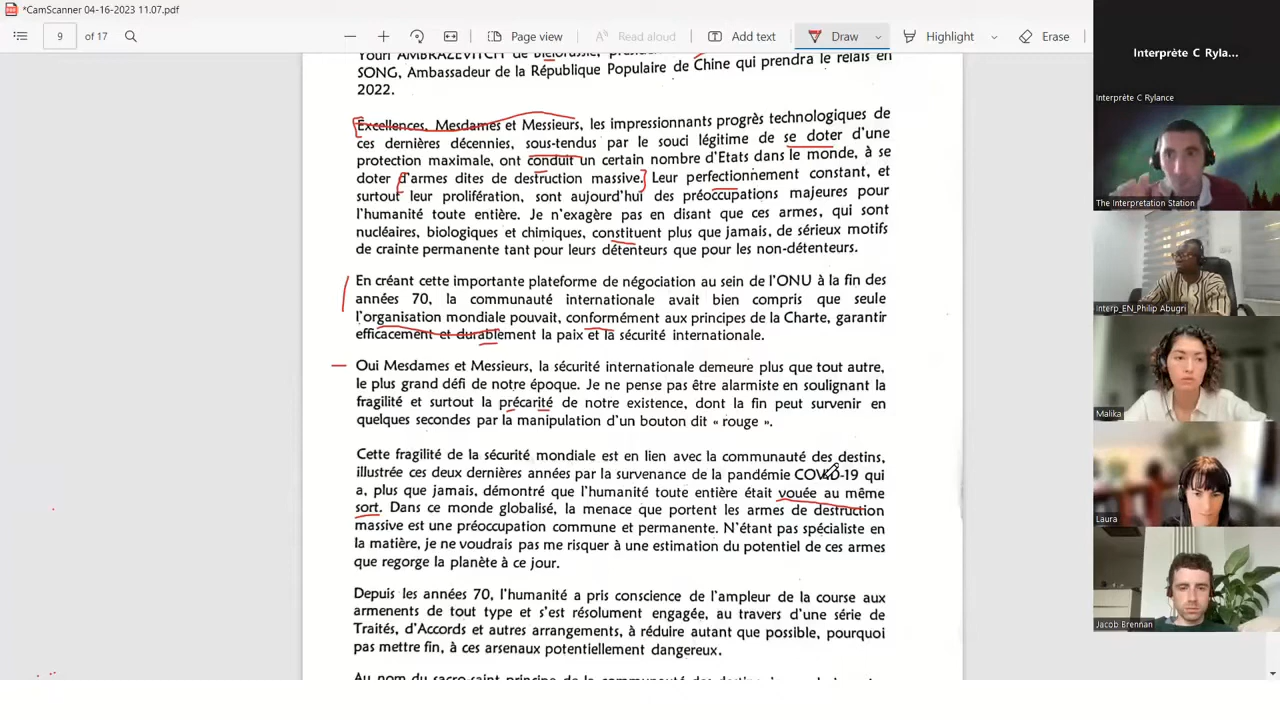 *CamScanner 04-16-2023 11.07.pdf
9 of 17 Page view Read aloud Add text Draw Highlight Erase
Youri AMBRAZEVITCH de Biélorussie,
SONG, Ambassadeur de la République Populaire de Chine qui prendra le relais en
2022.
Excellences, Mesdames et Messieurs, les impressionnants progrès technologiques de
ces dernières décennies, sous-tendus par le souci légitime de se doter d'une
protection maximale, ont conduit un certain nombre d'Etats dans le monde, à se
doter d'armes dites de destruction massive. Leur perfectionnement constant, et
surtout leur prolifération, sont aujourd'hui des préoccupations majeures pour
l'humanité toute entière. Je n'exagère pas en disant que ces armes, qui sont
nucléaires, biologiques et chimiques, constituent plus que jamais, de sérieux motifs
de crainte permanente tant pour leurs détenteurs que pour les non-détenteurs.
En créant cette importante plateforme de négociation au sein de l'ONU à la fin des
années 70, la communauté internationale avait bien compris que seule
l'organisation mondiale pouvait, conformément aux principes de la Charte, garantir
efficacement et durablement la paix et la sécurité internationale.
Oui Mesdames et Messieurs, la sécurité internationale demeure plus que tout autre,
le plus grand défi de notre époque. Je ne pense pas être alarmiste en soulignant la
fragilité et surtout la précarité de notre existence, dont la fin peut survenir en
quelques secondes par la manipulation d'un bouton dit « rouge ».
Cette fragilité de la sécurité mondiale est en lien avec la communauté des destins,
illustrée ces deux dernières années par la survenance de la pandémie COVID-19 qui
a, plus que jamais, démontré que l'humanité toute entière était vouée au même
sort. Dans ce monde globalisé, la menace que portent les armes de destruction
massive est une préoccupation commune et permanente. N'étant pas spécialiste en
la matière, je ne voudrais pas me risquer à une estimation du potentiel de ces armes
que regorge la planète à ce jour.
Depuis les années 70, l'humanité a pris conscience de l'ampleur de la course aux
armements de tout type et s'est résolument engagée, au travers d'une série de
Traités, d'Accords et autres arrangements, à réduire autant que possible, pourquoi
pas mettre fin, à ces arsenaux potentiellement dangereux.
Au nom du sacro-saint principe de la communauté des destins
Interprète C Ryla...
Interprète C Rylance
The Interpretation Station
Interp_EN_Philip Abugri
Malika
Laura
Jacob Brennan